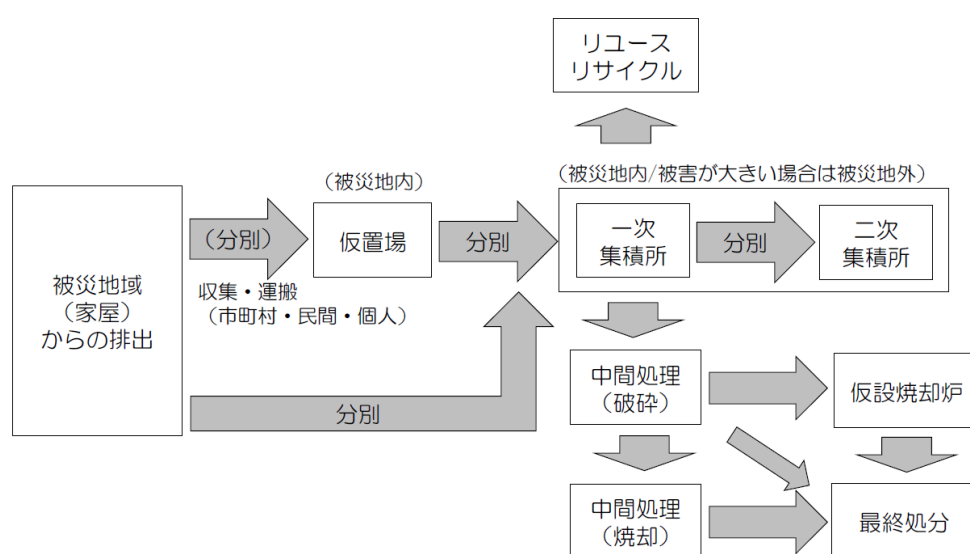 リユース
リサイクル
（被災地内/被害が大きい場合は被災地外）
（被災地内）
被災地域
（家屋）
からの排出
（分別）
仮置場
分別
一次
集積所
分別
二次
集積所
収集・運搬
（市町村・民間・個人）
分別
中間処理
（破砕）
仮設焼却炉
中間処理
（焼却）
最終処分